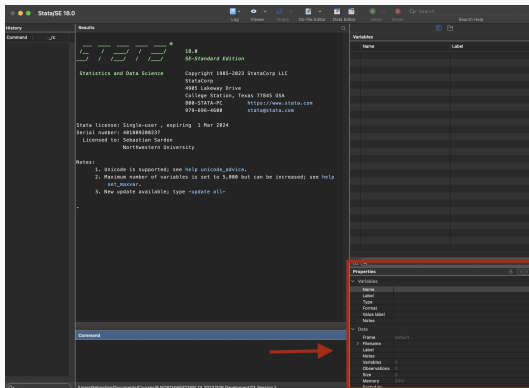 Stata/SE 18.0
Log Viewer Graph Do-file Editor Data Editor More Break Search Help
Search
History
Command _rc
Results
18.0
SE-Standard Edition
Statistics and Data Science Copyright 1985-2023 StataCorp LLC
StataCorp
4905 Lakeway Drive
College Station, Texas 77845 USA
800-STATA-PC https://www.stata.com
979-696-4600 stata@stata.com
Stata license: Single-user , expiring 1 Mar 2024
Serial number: 401809200237
Licensed to: Sebastian Sardon
Northwestern University
Notes:
1. Unicode is supported; see help unicode_advice.
2. Maximum number of variables is set to 5,000 but can be increased; see help
set_maxvar.
3. New update available; type -update all-
.
Command
Variables
Name Label
Properties
Variables
Name
Label
Type
Format
Value label
Notes
Data
Frame default
Filename
Label
Notes
Variables 0
Observations 0
Size 0
Memory
Sorted by